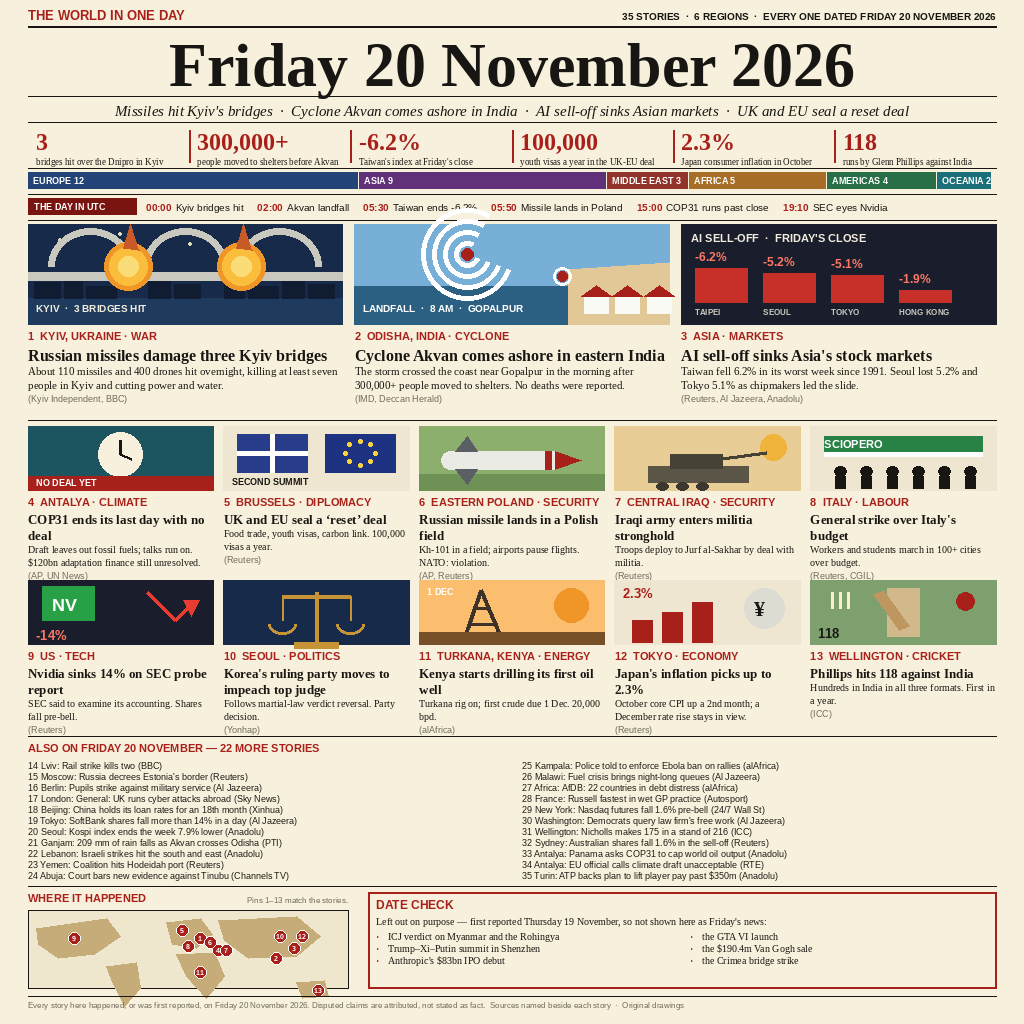 THE WORLD IN ONE DAY
35 STORIES · 6 REGIONS · EVERY ONE DATED FRIDAY 20 NOVEMBER 2026
Friday 20 November 2026
Missiles hit Kyiv's bridges · Cyclone Akvan comes ashore in India · AI sell-off sinks Asian markets · UK and EU seal a reset deal
3
bridges hit over the Dnipro in Kyiv
300,000+
people moved to shelters before Akvan
-6.2%
Taiwan's index at Friday's close
100,000
youth visas a year in the UK-EU deal
2.3%
Japan consumer inflation in October
118
runs by Glenn Phillips against India
EUROPE 12
ASIA 9
MIDDLE EAST 3
AFRICA 5
AMERICAS 4
OCEANIA 2
THE DAY IN UTC
00:00 Kyiv bridges hit
02:00 Akvan landfall
05:30 Taiwan ends -6.2%
05:50 Missile lands in Poland
15:00 COP31 runs past close
19:10 SEC eyes Nvidia
KYIV · 3 BRIDGES HIT
1 KYIV, UKRAINE · WAR
Russian missiles damage three Kyiv bridges
About 110 missiles and 400 drones hit overnight, killing at least seven
people in Kyiv and cutting power and water.
(Kyiv Independent, BBC)
LANDFALL · 8 AM · GOPALPUR
2 ODISHA, INDIA · CYCLONE
Cyclone Akvan comes ashore in eastern India
The storm crossed the coast near Gopalpur in the morning after
300,000+ people moved to shelters. No deaths were reported.
(IMD, Deccan Herald)
AI SELL-OFF · FRIDAY'S CLOSE
-6.2%
-5.2%
-5.1%
-1.9%
TAIPEI
SEOUL
TOKYO
HONG KONG
3 ASIA · MARKETS
AI sell-off sinks Asia's stock markets
Taiwan fell 6.2% in its worst week since 1991. Seoul lost 5.2% and
Tokyo 5.1% as chipmakers led the slide.
(Reuters, Al Jazeera, Anadolu)
NO DEAL YET
4 ANTALYA · CLIMATE
COP31 ends its last day with no
deal
Draft leaves out fossil fuels; talks run on.
$120bn adaptation finance still unresolved.
(AP, UN News)
SECOND SUMMIT
5 BRUSSELS · DIPLOMACY
UK and EU seal a ‘reset’ deal
Food trade, youth visas, carbon link. 100,000
visas a year.
(Reuters)
6 EASTERN POLAND · SECURITY
Russian missile lands in a Polish
field
Kh-101 in a field; airports pause flights.
NATO: violation.
(AP, Reuters)
7 CENTRAL IRAQ · SECURITY
Iraqi army enters militia
stronghold
Troops deploy to Jurf al-Sakhar by deal with
militia.
(Reuters)
SCIOPERO
8 ITALY · LABOUR
General strike over Italy's
budget
Workers and students march in 100+ cities
over budget.
(Reuters, CGIL)
NV
-14%
9 US · TECH
Nvidia sinks 14% on SEC probe
report
SEC said to examine its accounting. Shares
fall pre-bell.
(Reuters)
10 SEOUL · POLITICS
Korea's ruling party moves to
impeach top judge
Follows martial-law verdict reversal. Party
decision.
(Yonhap)
1 DEC
11 TURKANA, KENYA · ENERGY
Kenya starts drilling its first oil
well
Turkana rig on; first crude due 1 Dec. 20,000
bpd.
(alAfrica)
2.3%
¥
12 TOKYO · ECONOMY
Japan's inflation picks up to
2.3%
October core CPI up a 2nd month; a
December rate rise stays in view.
(Reuters)
118
13 WELLINGTON · CRICKET
Phillips hits 118 against India
Hundreds in India in all three formats. First in
a year.
(ICC)
ALSO ON FRIDAY 20 NOVEMBER — 22 MORE STORIES
14 Lviv: Rail strike kills two (BBC)
15 Moscow: Russia decrees Estonia's border (Reuters)
16 Berlin: Pupils strike against military service (Al Jazeera)
17 London: General: UK runs cyber attacks abroad (Sky News)
18 Beijing: China holds its loan rates for an 18th month (Xinhua)
19 Tokyo: SoftBank shares fall more than 14% in a day (Al Jazeera)
20 Seoul: Kospi index ends the week 7.9% lower (Anadolu)
21 Ganjam: 209 mm of rain falls as Akvan crosses Odisha (PTI)
22 Lebanon: Israeli strikes hit the south and east (Anadolu)
23 Yemen: Coalition hits Hodeidah port (Reuters)
24 Abuja: Court bars new evidence against Tinubu (Channels TV)
25 Kampala: Police told to enforce Ebola ban on rallies (alAfrica)
26 Malawi: Fuel crisis brings night-long queues (Al Jazeera)
27 Africa: AfDB: 22 countries in debt distress (alAfrica)
28 France: Russell fastest in wet GP practice (Autosport)
29 New York: Nasdaq futures fall 1.6% pre-bell (24/7 Wall St)
30 Washington: Democrats query law firm's free work (Al Jazeera)
31 Wellington: Nicholls makes 175 in a stand of 216 (ICC)
32 Sydney: Australian shares fall 1.6% in the sell-off (Reuters)
33 Antalya: Panama asks COP31 to cap world oil output (Anadolu)
34 Antalya: EU official calls climate draft unacceptable (RTE)
35 Turin: ATP backs plan to lift player pay past $350m (Anadolu)
WHERE IT HAPPENED
Pins 1–13 match the stories.
9
5
1
6
8
4
7
11
10
12
3
2
13
DATE CHECK
Left out on purpose — first reported Thursday 19 November, so not shown here as Friday's news:
· ICJ verdict on Myanmar and the Rohingya
· Trump–Xi–Putin summit in Shenzhen
· Anthropic's $83bn IPO debut
· the GTA VI launch
· the $190.4m Van Gogh sale
· the Crimea bridge strike
Every story here happened, or was first reported, on Friday 20 November 2026. Disputed claims are attributed, not stated as fact. Sources named beside each story · Original drawings